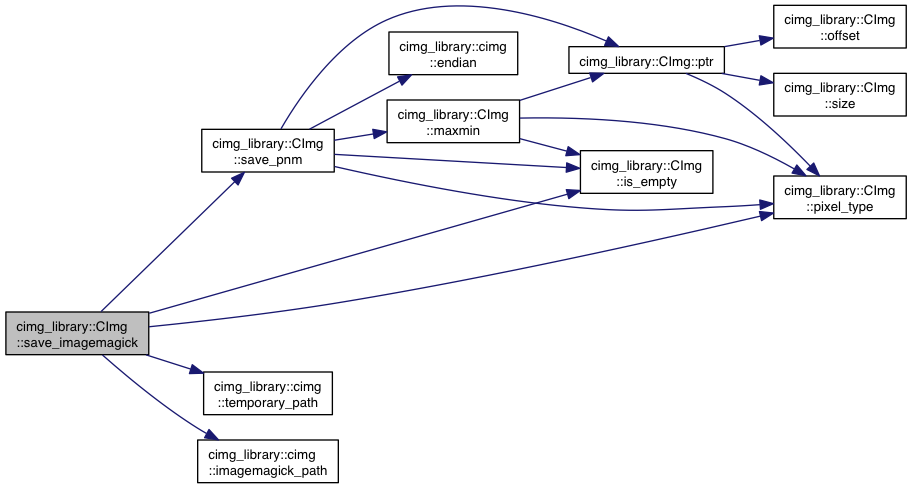 cimg_library::CImg
::offset
cimg_library::cimg
::endian
cimg_library::CImg::ptr
cimg_library::CImg
::size
cimg_library::CImg
::maxmin
cimg_library::CImg
::save_pnm
cimg_library::CImg
::is_empty
cimg_library::CImg
::pixel_type
cimg_library::CImg
::save_imagemagick
cimg_library::cimg
::temporary_path
cimg_library::cimg
::imagemagick_path